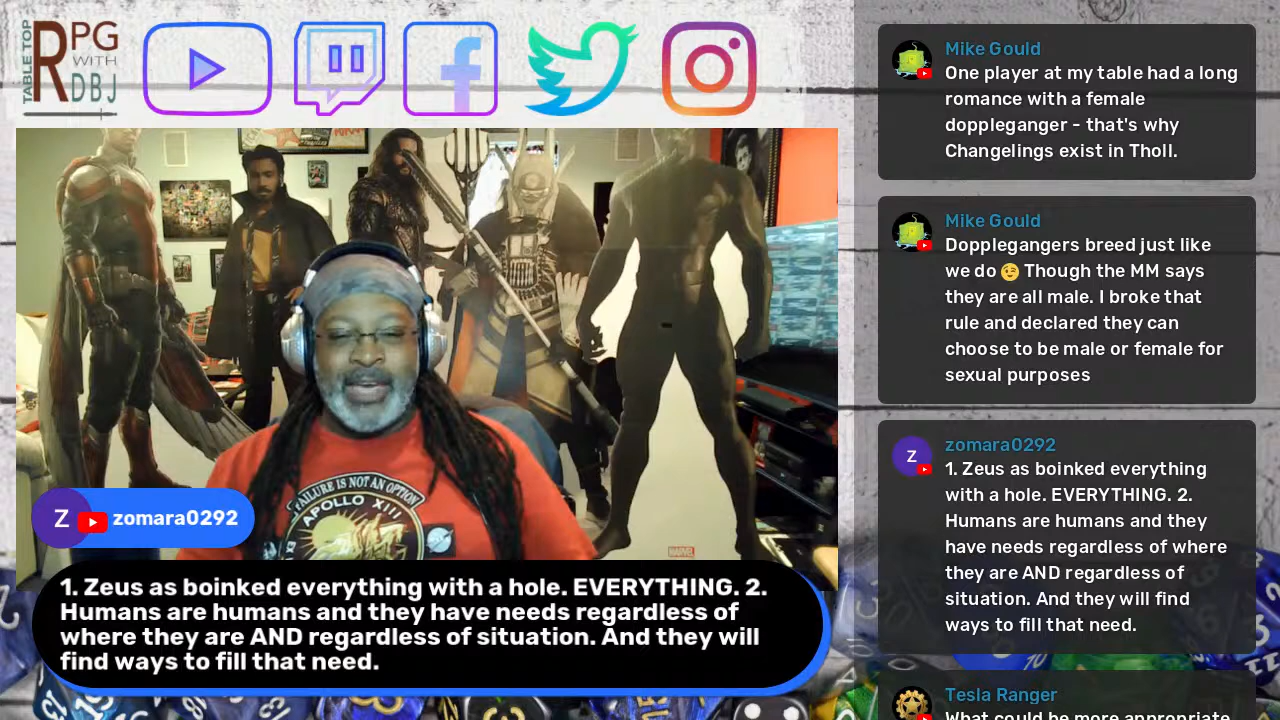 TABLE TOP
RPG
WITH
DBJ
Mike Gould
One player at my table had a long
romance with a female
doppleganger - that's why
Changelings exist in Tholl.
Mike Gould
Dopplegangers breed just like
we do 😉 Though the MM says
they are all male. I broke that
rule and declared they can
choose to be male or female for
sexual purposes
Z
zomara0292
1. Zeus as boinked everything
with a hole. EVERYTHING. 2.
Humans are humans and they
have needs regardless of where
they are AND regardless of
situation. And they will find
ways to fill that need.
Tesla Ranger
What could be more appropriate
FAILURE IS NOT AN OPTION
APOLLO XIII
MARVEL
Z
zomara0292
1. Zeus as boinked everything with a hole. EVERYTHING. 2.
Humans are humans and they have needs regardless of
where they are AND regardless of situation. And they will
find ways to fill that need.